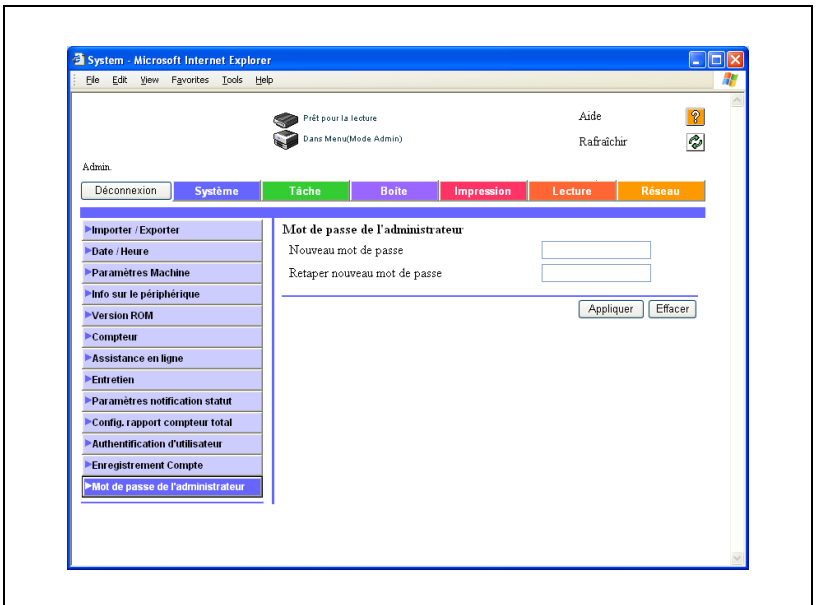 System - Microsoft Internet Explorer
File Edit View Favorites Tools Help
Prêt pour la lecture
Aide
?
Dans Menu(Mode Admin)
Rafraîchir
Admin.
Déconnexion Système Tâche Boîte Impression Lecture Réseau
Importer / Exporter
Date / Heure
Paramètres Machine
Info sur le périphérique
Version ROM
Compteur
Assistance en ligne
Entretien
Paramètres notification statut
Config. rapport compteur total
Authentification d'utilisateur
Enregistrement Compte
Mot de passe de l'administrateur
Mot de passe de l'administrateur
Nouveau mot de passe
Retaper nouveau mot de passe
Appliquer Effacer